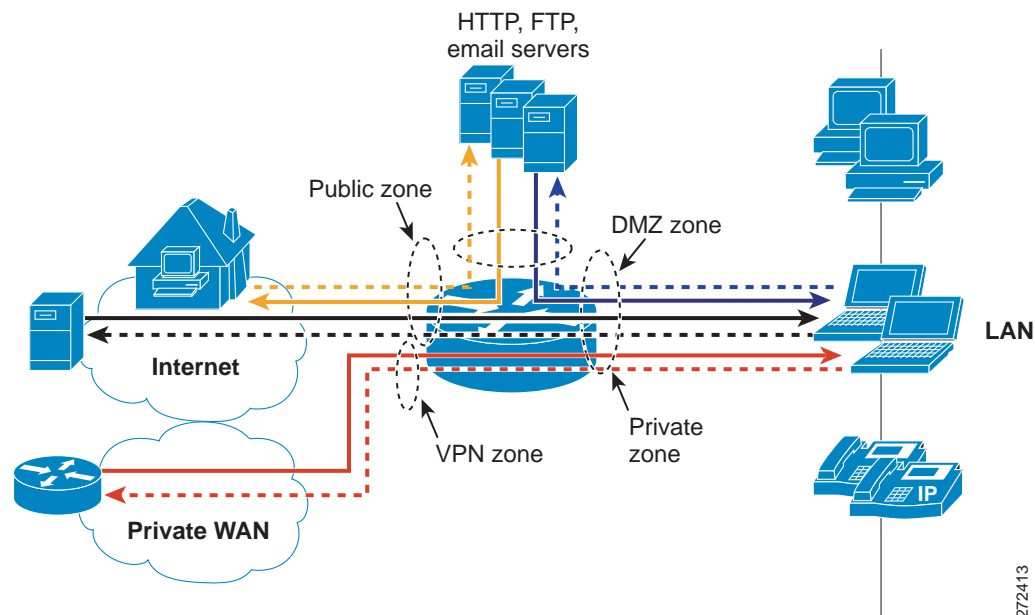 HTTP, FTP,
email servers
Public zone
DMZ zone
Internet
LAN
VPN zone
Private
zone
Private WAN
IP
272413